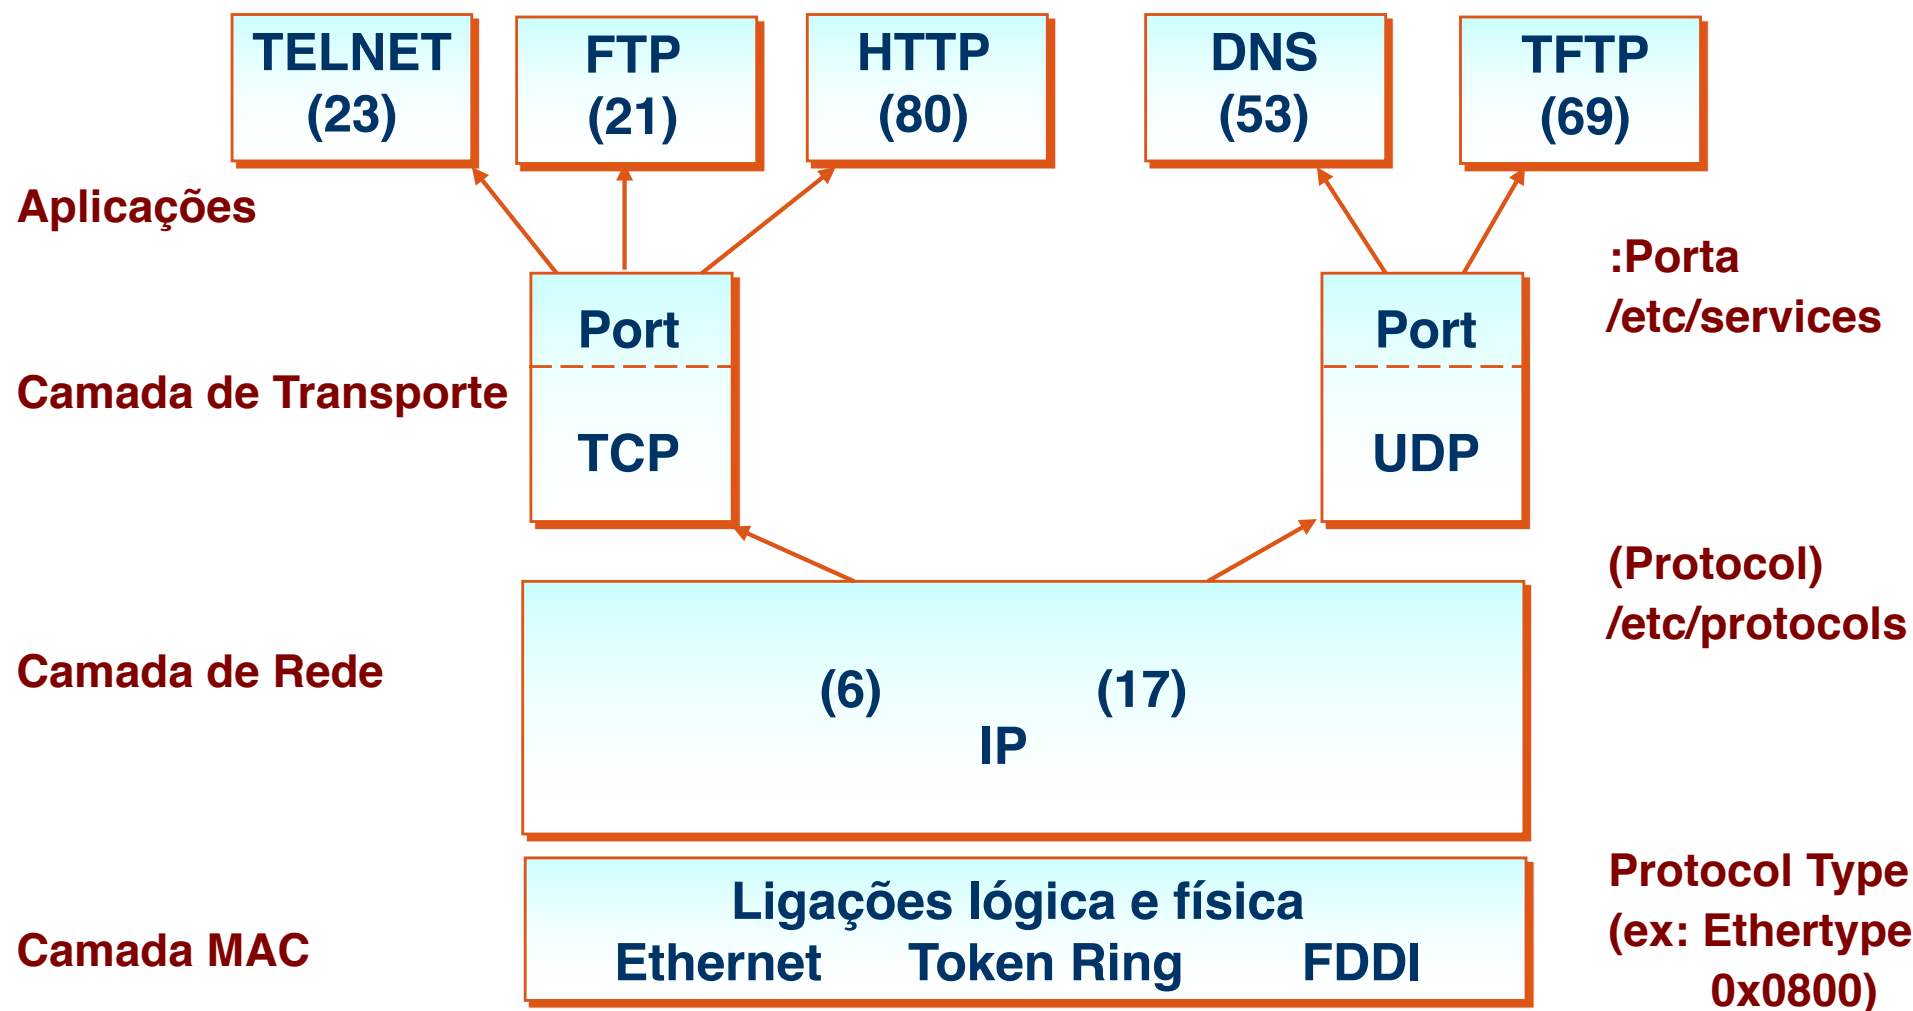 TELNET
(23)
FTP
(21)
HTTP
(80)
DNS
(53)
TFTP
(69)
Aplicações
:Porta
/etc/services
Port
Port
Camada de Transporte
TCP
UDP
(Protocol)
/etc/protocols
Camada de Rede
(6) (17)
IP
Camada MAC
Ligações lógica e física
Ethernet Token Ring FDDI
Protocol Type
(ex: Ethertype
0x0800)